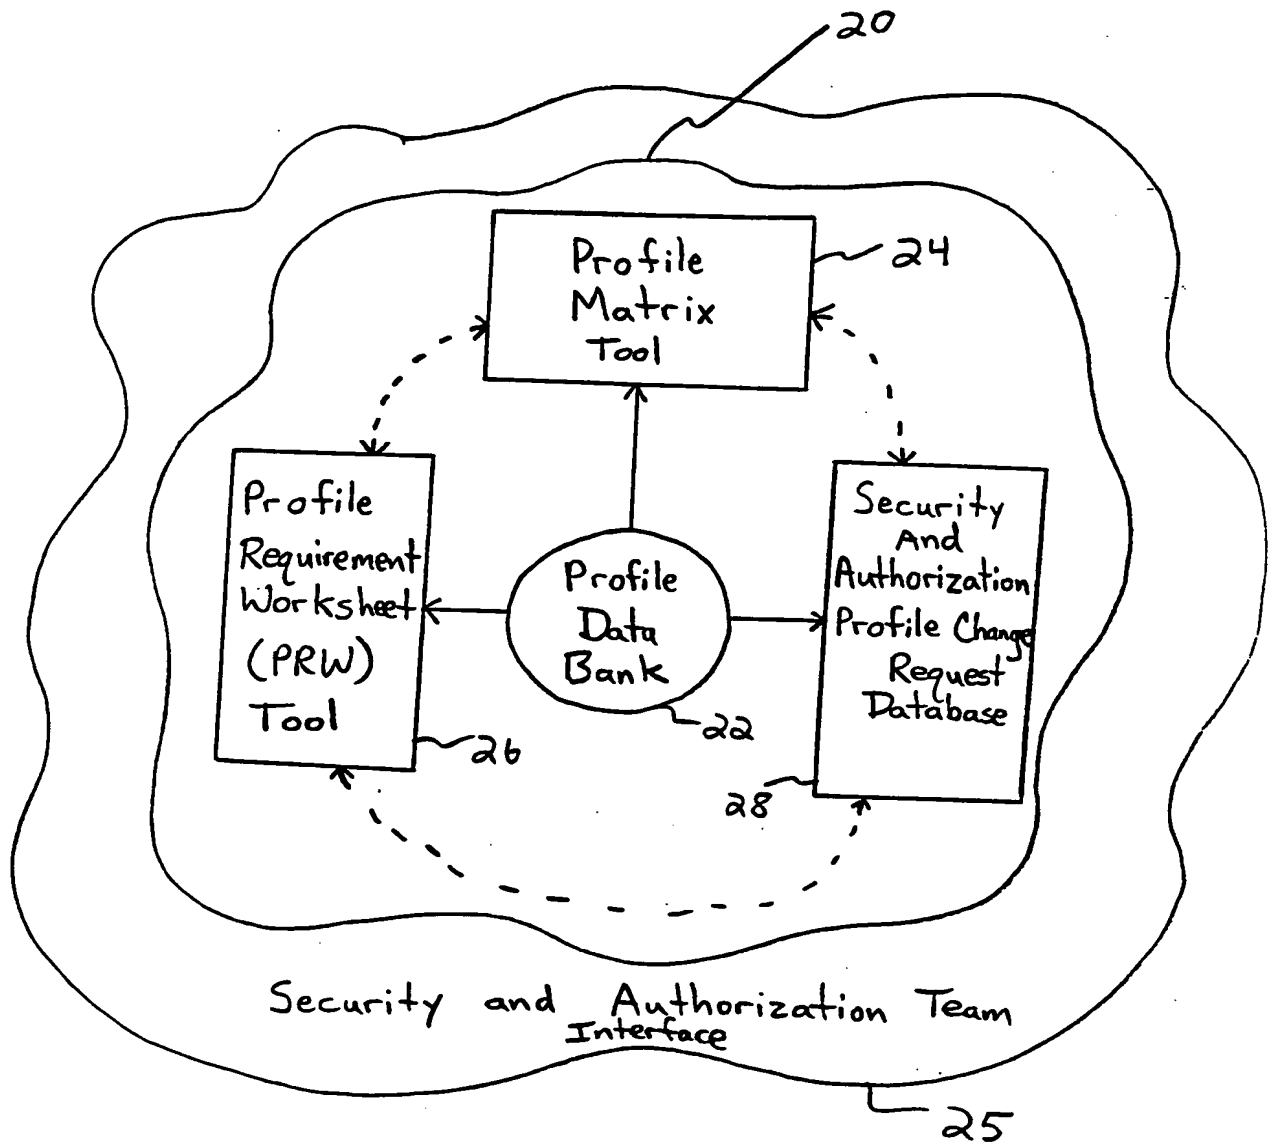 20
Profile
Matrix
Tool
24
Profile
Requirement
Worksheet
(PRW)
Tool
26
Profile
Data
Bank
22
Security
And
Authorization
Profile Change
Request
Database
28
Security and Authorization Team
Interface
25